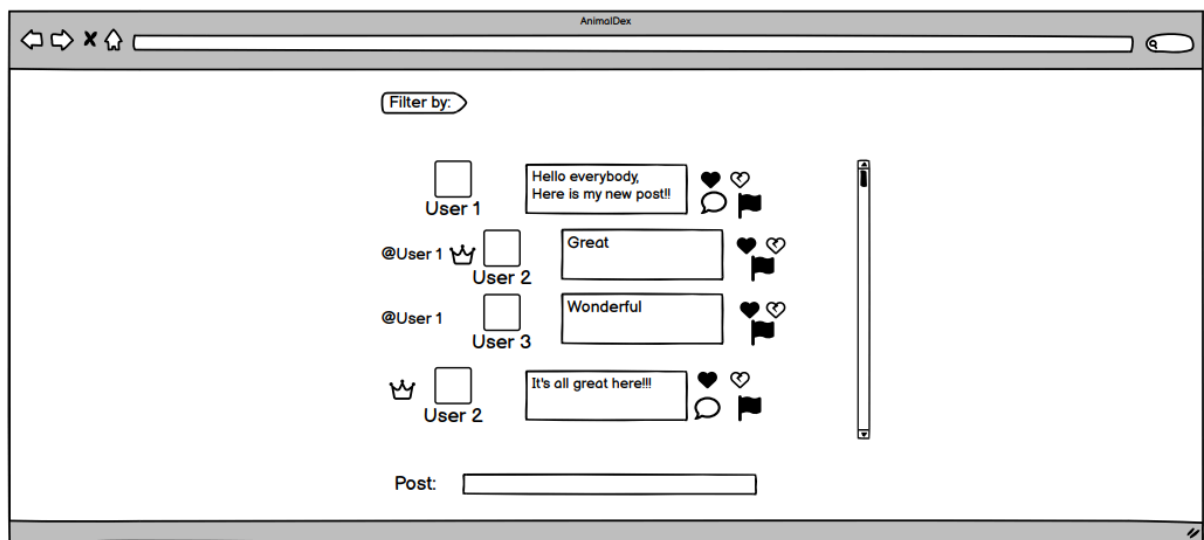 AnimalDex
Filter by:
Hello everybody,
Here is my new post!!
User 1
@User 1
User 2
Great
@User 1
User 3
Wonderful
User 2
It's all great here!!!
Post: